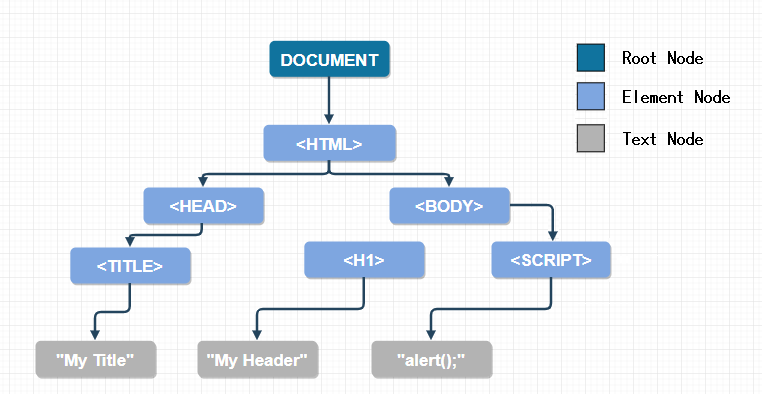 DOCUMENT
Root Node
Element Node
Text Node
<HTML>
<HEAD>
<BODY>
<TITLE>
<H1>
<SCRIPT>
"My Title"
"My Header"
"alert();"